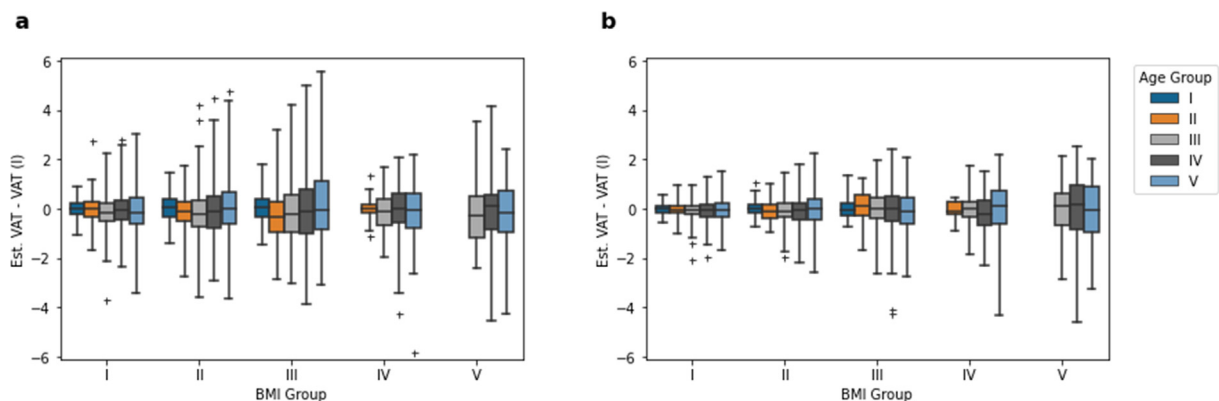 a
6
4
2
0
−2
−4
−6
Est. VAT - VAT (l)
I
II
III
IV
V
BMI Group
b
6
4
2
0
−2
−4
−6
Est. VAT - VAT (l)
I
II
III
IV
V
BMI Group
Age Group
I
II
III
IV
V